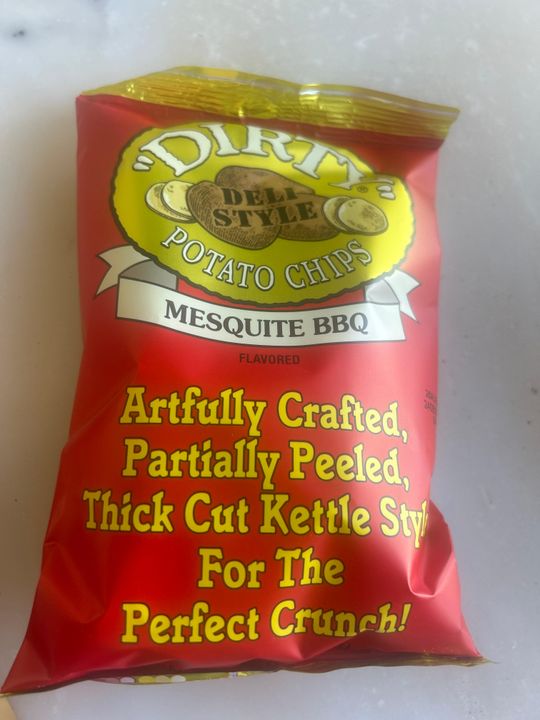 "DIRTY"®
DELI
STYLE
POTATO CHIPS
MESQUITE BBQ
FLAVORED
Artfully Crafted,
Partially Peeled,
Thick Cut Kettle Styl
For The
Perfect Crunch!